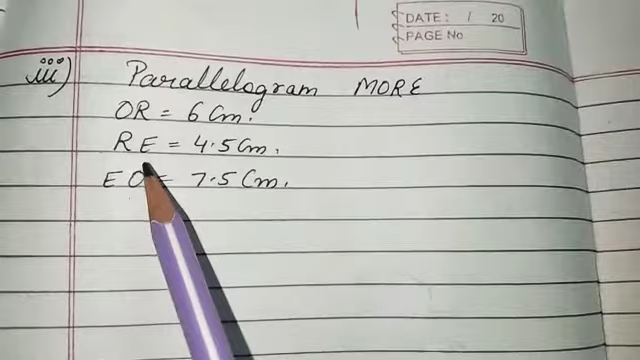 DATE: / 20
PAGE No
iii) Parallelogram MORE
OR = 6 Cm.
RE = 4.5 Cm.
EO = 7.5 Cm.